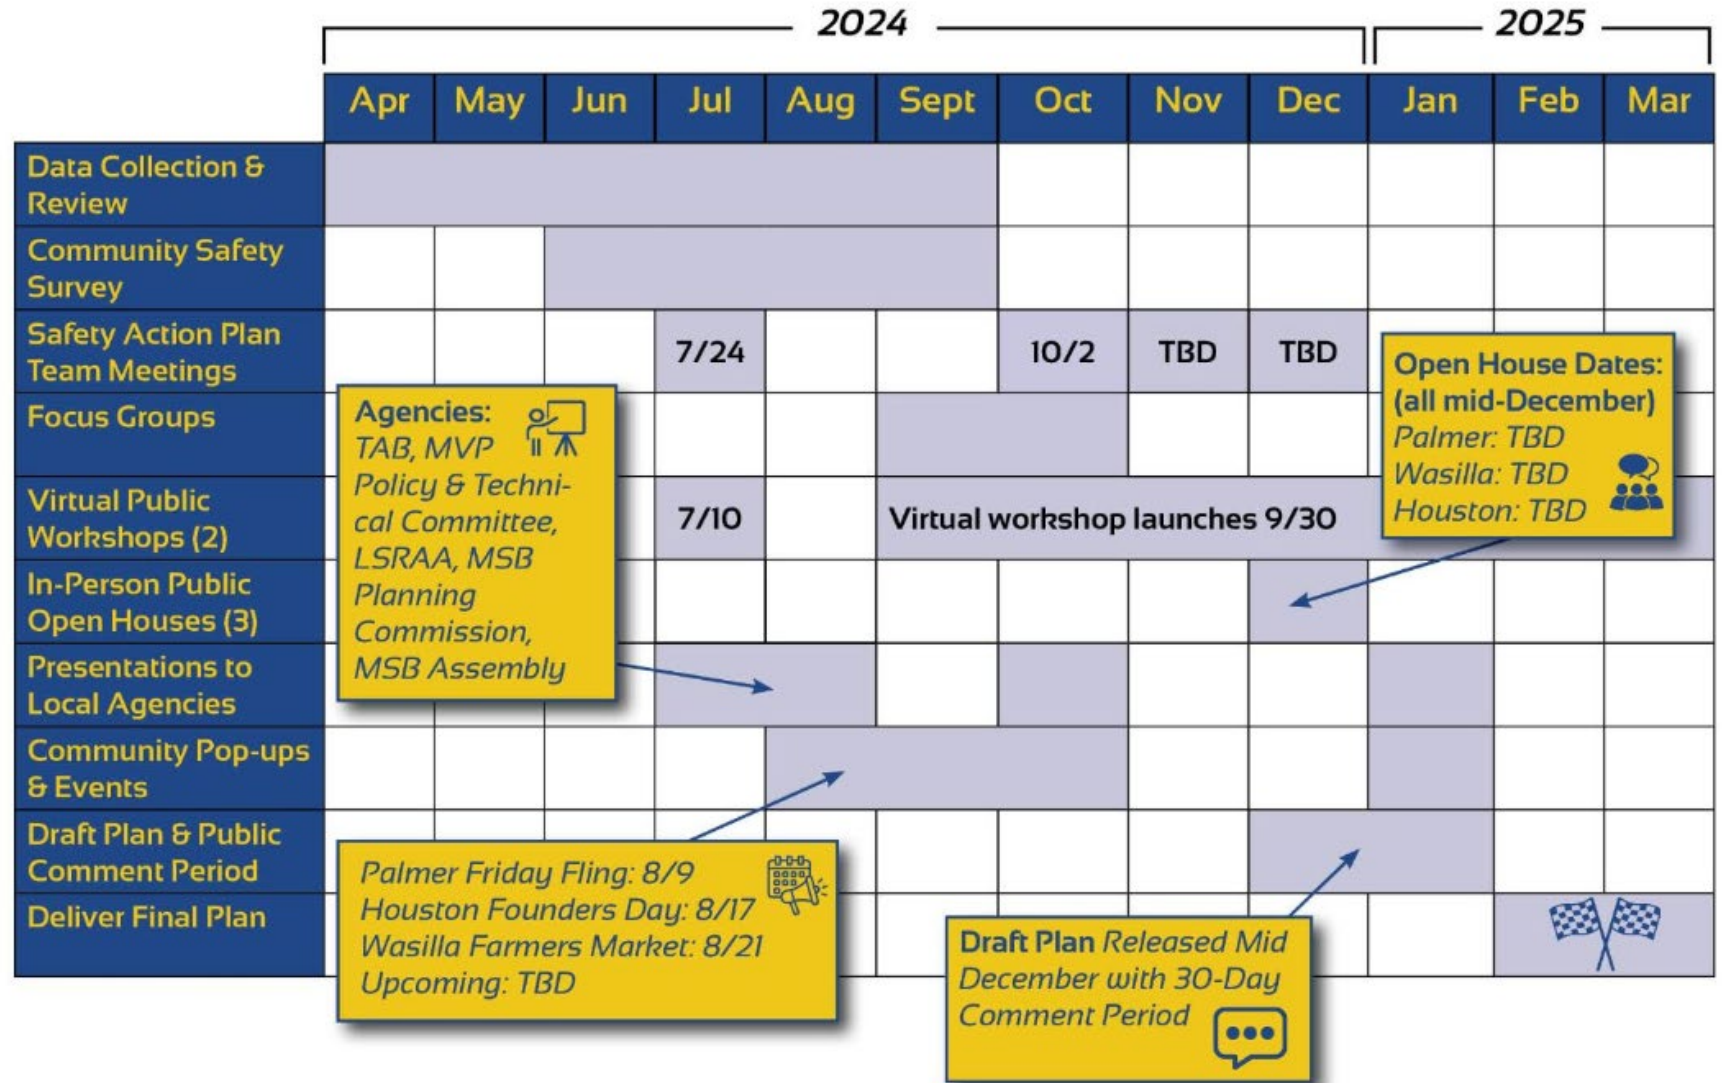 2024
2025
Apr May Jun Jul Aug Sept Oct Nov Dec Jan Feb Mar
Data Collection &
Review
Community Safety
Survey
Safety Action Plan
Team Meetings
7/24
10/2
TBD
TBD
Focus Groups
Virtual Public
Workshops (2)
7/10
Virtual workshop launches 9/30
In-Person Public
Open Houses (3)
Presentations to
Local Agencies
Community Pop-ups
& Events
Draft Plan & Public
Comment Period
Deliver Final Plan
Agencies:
TAB, MVP
Policy & Techni-
cal Committee,
LSRAA, MSB
Planning
Commission,
MSB Assembly
Open House Dates:
(all mid-December)
Palmer: TBD
Wasilla: TBD
Houston: TBD
Palmer Friday Fling: 8/9
Houston Founders Day: 8/17
Wasilla Farmers Market: 8/21
Upcoming: TBD
Draft Plan Released Mid
December with 30-Day
Comment Period